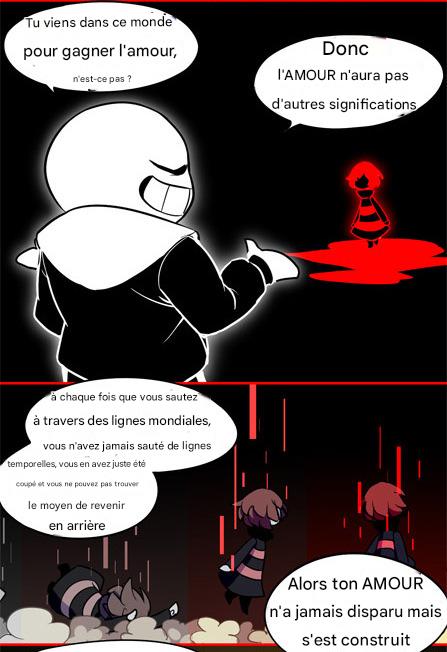 Tu viens dans ce monde
pour gagner l'amour,
n'est-ce pas ?
Donc
l'AMOUR n'aura pas
d'autres significations
à chaque fois que vous sautez
à travers des lignes mondiales,
vous n'avez jamais sauté de lignes
temporelles, vous en avez juste été
coupé et vous ne pouvez pas trouver
le moyen de revenir
en arrière
Alors ton AMOUR
n'a jamais disparu mais
s'est construit